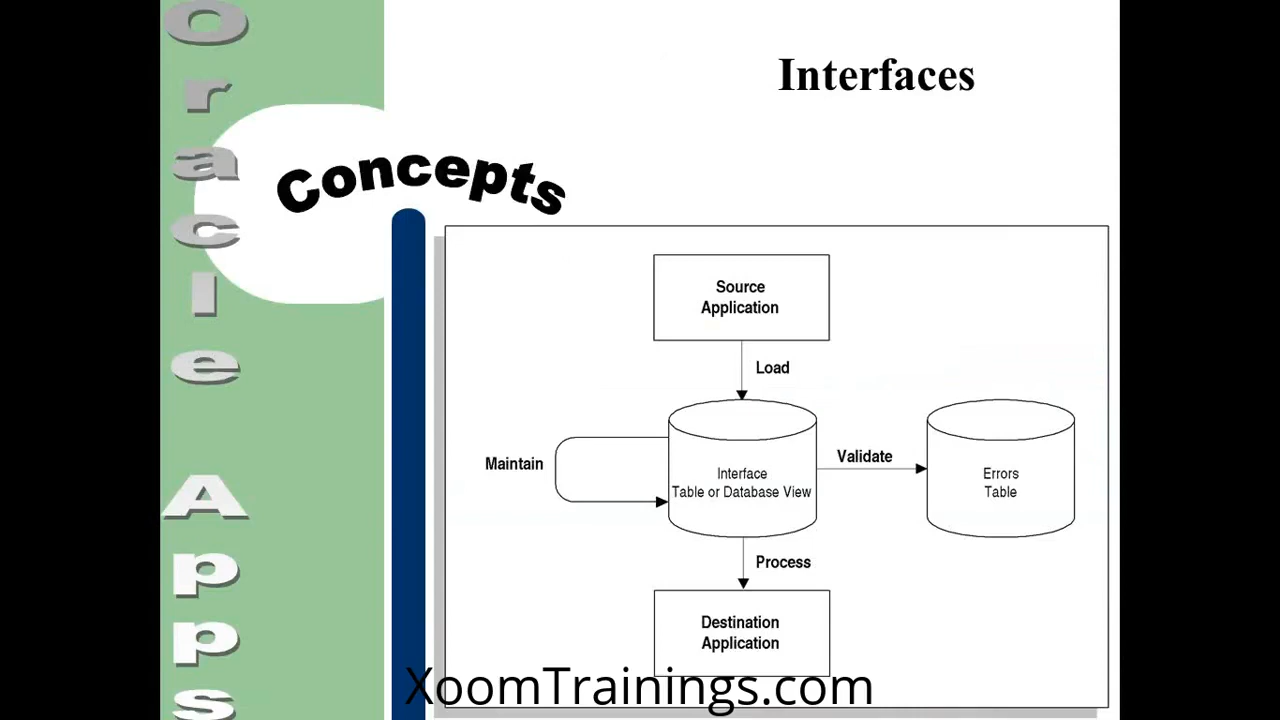 Oracle Apps
Interfaces
Concepts
Source
Application
Load
Maintain
Interface
Table or Database View
Validate
Errors
Table
Process
Destination
Application
XoomTrainings.com